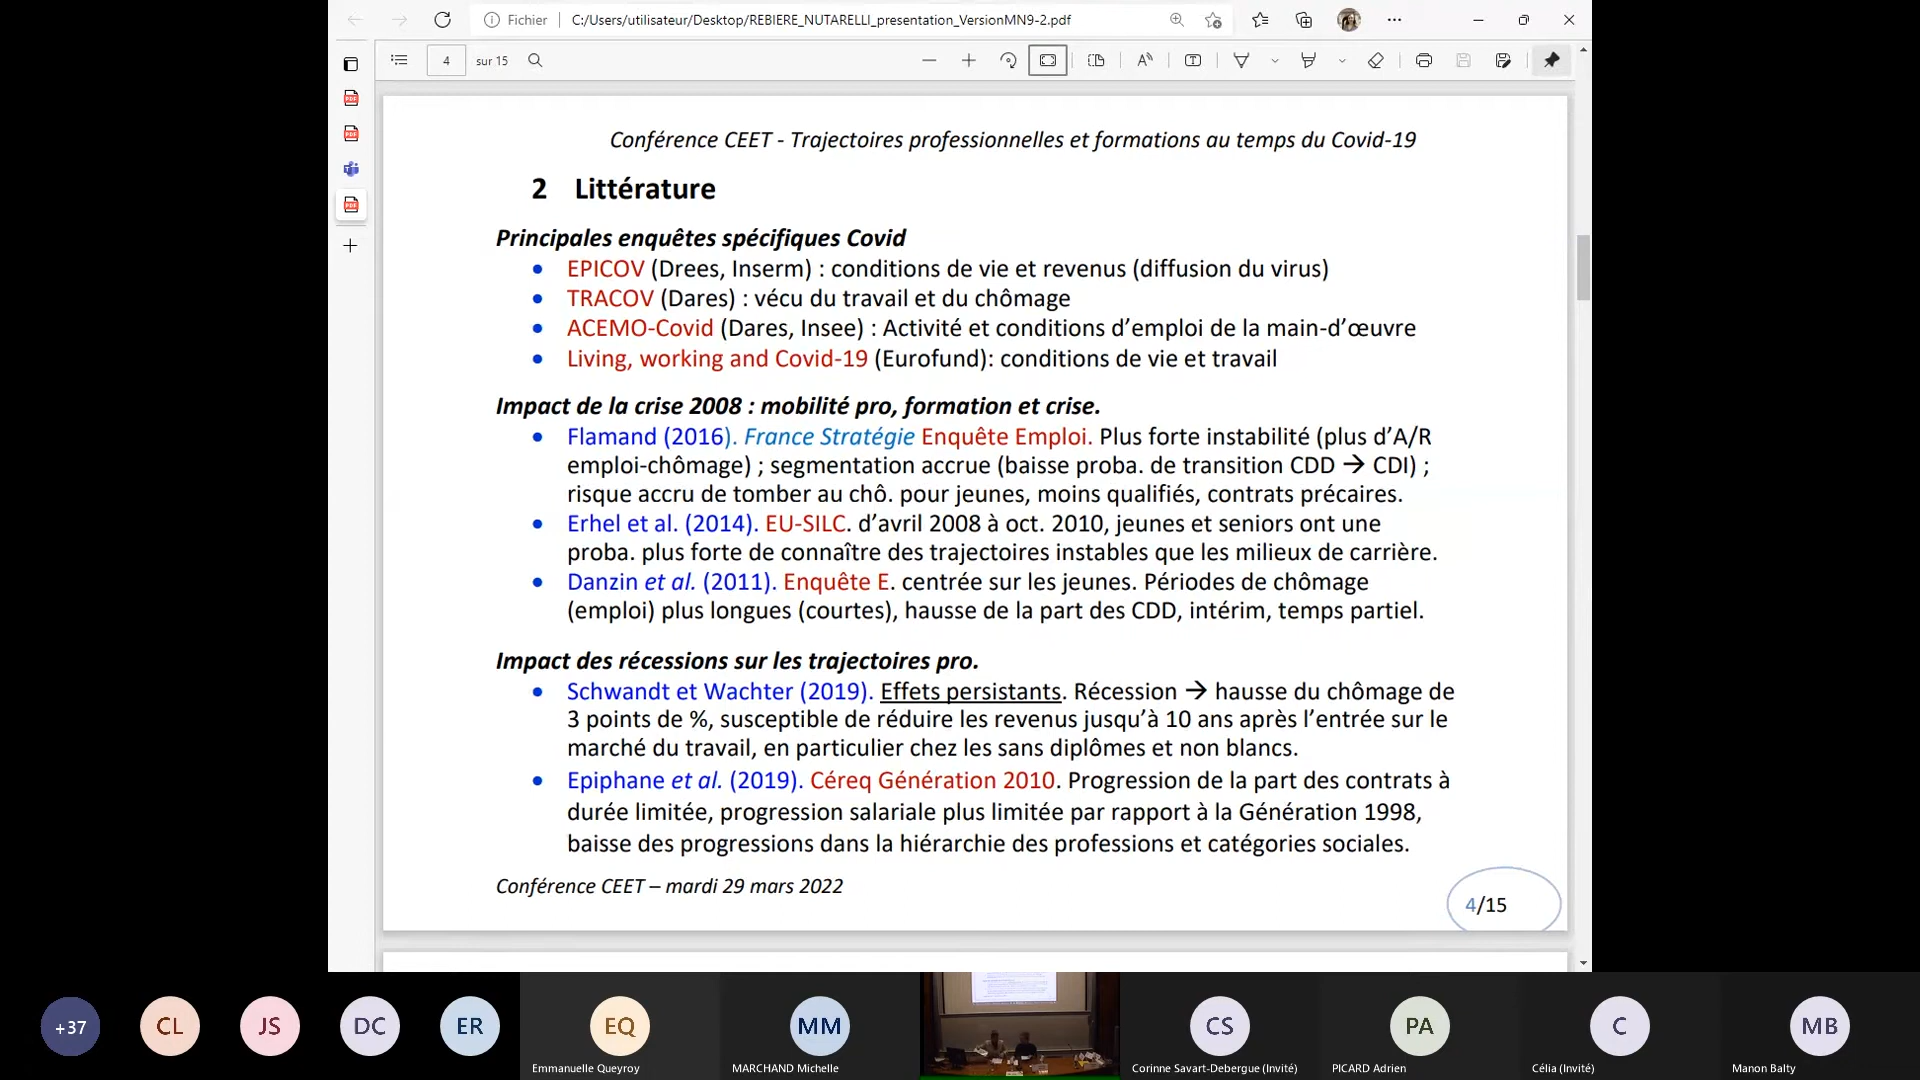 Fichier C:/Users/utilisateur/Desktop/REBIERE_NUTARELLI_presentation_VersionMN9-2.pdf
4 sur 15
Conférence CEET - Trajectoires professionnelles et formations au temps du Covid-19
2 Littérature
Principales enquêtes spécifiques Covid
• EPICOV (Drees, Inserm) : conditions de vie et revenus (diffusion du virus)
• TRACOV (Dares) : vécu du travail et du chômage
• ACEMO-Covid (Dares, Insee) : Activité et conditions d’emploi de la main-d’œuvre
• Living, working and Covid-19 (Eurofund): conditions de vie et travail
Impact de la crise 2008 : mobilité pro, formation et crise.
• Flamand (2016). France Stratégie Enquête Emploi. Plus forte instabilité (plus d’A/R
emploi-chômage) ; segmentation accrue (baisse proba. de transition CDD → CDI) ;
risque accru de tomber au chô. pour jeunes, moins qualifiés, contrats précaires.
• Erhel et al. (2014). EU-SILC. d’avril 2008 à oct. 2010, jeunes et seniors ont une
proba. plus forte de connaître des trajectoires instables que les milieux de carrière.
• Danzin et al. (2011). Enquête E. centrée sur les jeunes. Périodes de chômage
(emploi) plus longues (courtes), hausse de la part des CDD, intérim, temps partiel.
Impact des récessions sur les trajectoires pro.
• Schwandt et Wachter (2019). Effets persistants. Récession → hausse du chômage de
3 points de %, susceptible de réduire les revenus jusqu’à 10 ans après l’entrée sur le
marché du travail, en particulier chez les sans diplômes et non blancs.
• Epiphane et al. (2019). Céreq Génération 2010. Progression de la part des contrats à
durée limitée, progression salariale plus limitée par rapport à la Génération 1998,
baisse des progressions dans la hiérarchie des professions et catégories sociales.
Conférence CEET – mardi 29 mars 2022
4/15
+37 CL JS DC ER EQ MM CS PA C MB
Emmanuelle Queyroy MARCHAND Michelle Corinne Savart-Debergue (Invité) PICARD Adrien Célia (Invité) Manon Balty